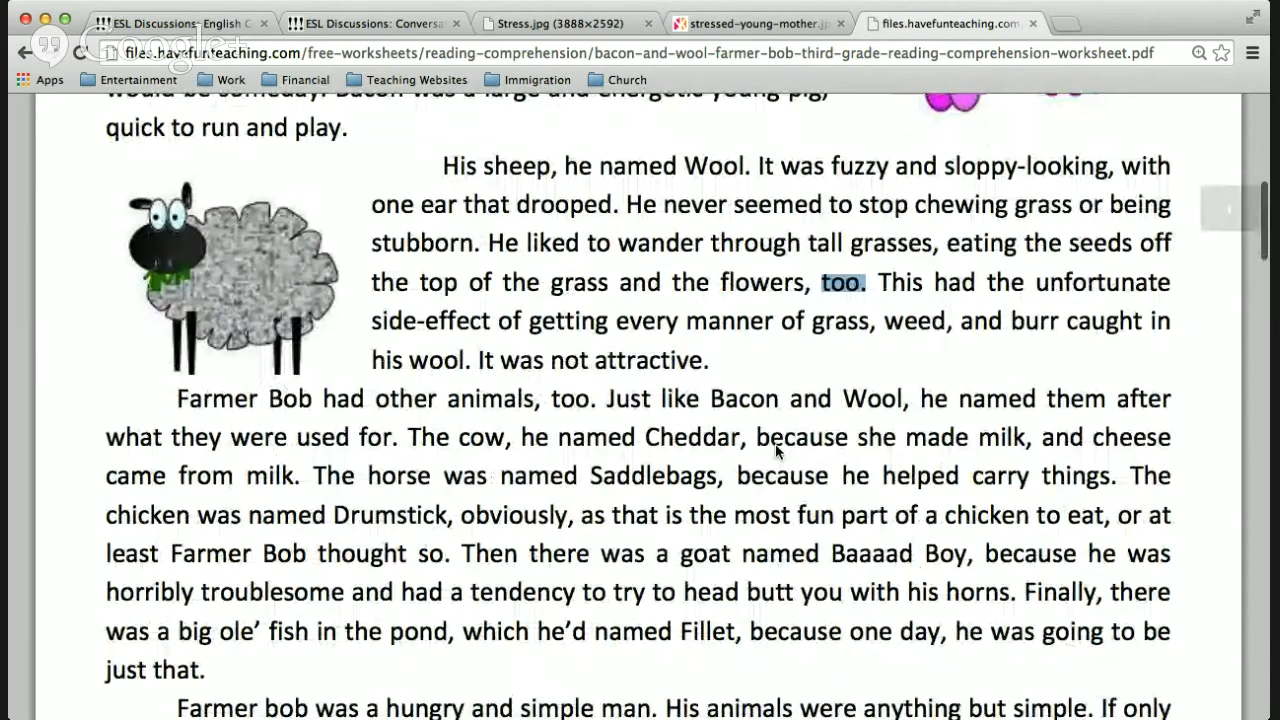 ESL Discussions: English C
ESL Discussions: Conversa
Stress.jpg (3888×2592)
stressed-young-mother.jp
files.havefunteaching.com
Google+
files.havefunteaching.com/free-worksheets/reading-comprehension/bacon-and-wool-farmer-bob-third-grade-reading-comprehension-worksheet.pdf
Apps Entertainment Work Financial Teaching Websites Immigration Church
would be someday. Bacon was a large and energetic young pig,
quick to run and play.
His sheep, he named Wool. It was fuzzy and sloppy-looking, with
one ear that drooped. He never seemed to stop chewing grass or being
stubborn. He liked to wander through tall grasses, eating the seeds off
the top of the grass and the flowers, too. This had the unfortunate
side-effect of getting every manner of grass, weed, and burr caught in
his wool. It was not attractive.
Farmer Bob had other animals, too. Just like Bacon and Wool, he named them after
what they were used for. The cow, he named Cheddar, because she made milk, and cheese
came from milk. The horse was named Saddlebags, because he helped carry things. The
chicken was named Drumstick, obviously, as that is the most fun part of a chicken to eat, or at
least Farmer Bob thought so. Then there was a goat named Baaaad Boy, because he was
horribly troublesome and had a tendency to try to head butt you with his horns. Finally, there
was a big ole’ fish in the pond, which he’d named Fillet, because one day, he was going to be
just that.
Farmer bob was a hungry and simple man. His animals were anything but simple. If only